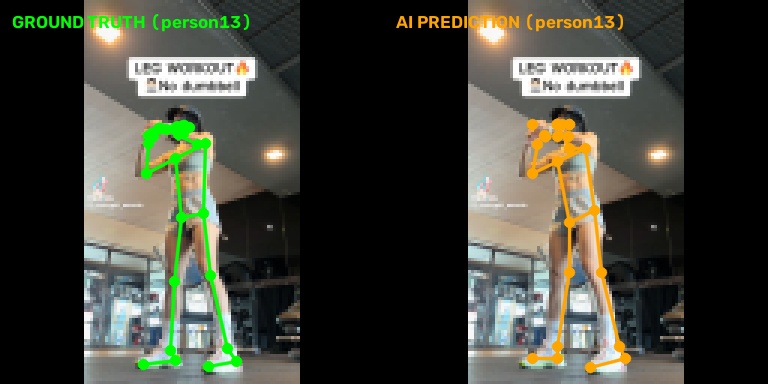 GROUND TRUTH (person13)
AI PREDICTION (person13)
LEG WORKOUT🔥
🧍🏻No dumbbell
LEG WORKOUT🔥
🧍🏻No dumbbell